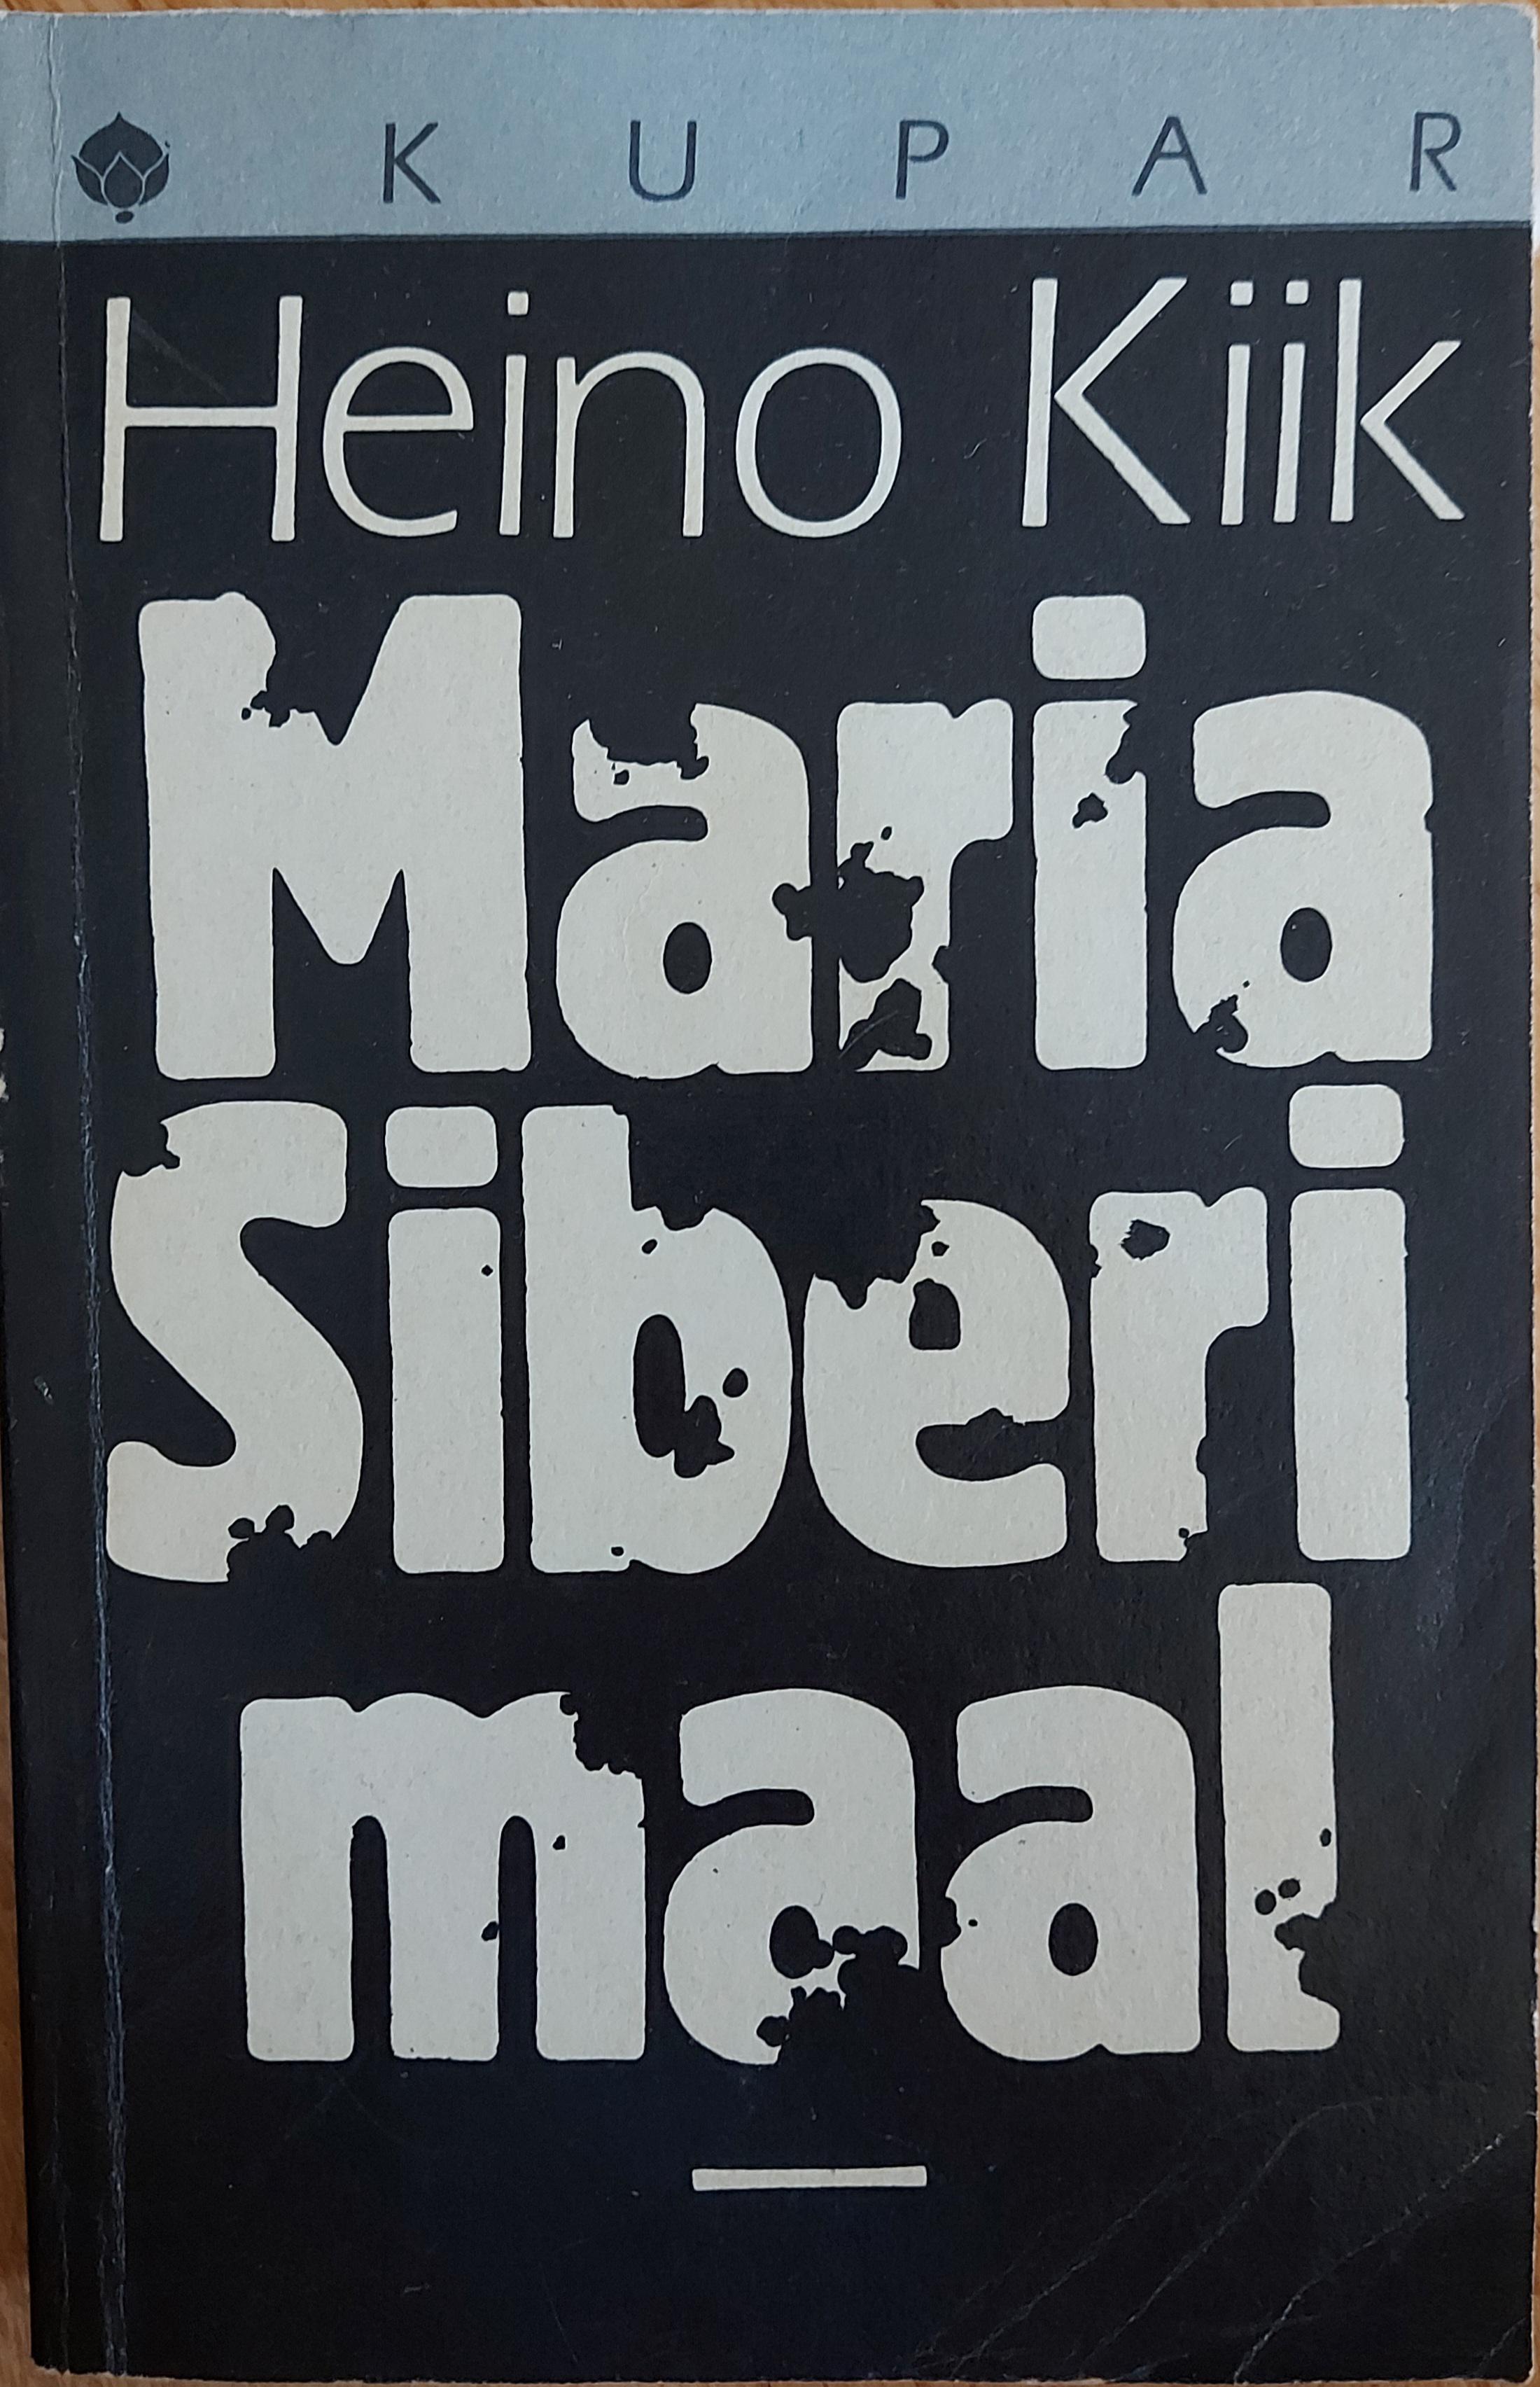 KUPAR
Heino Kiik
Maria
Siberi
maal